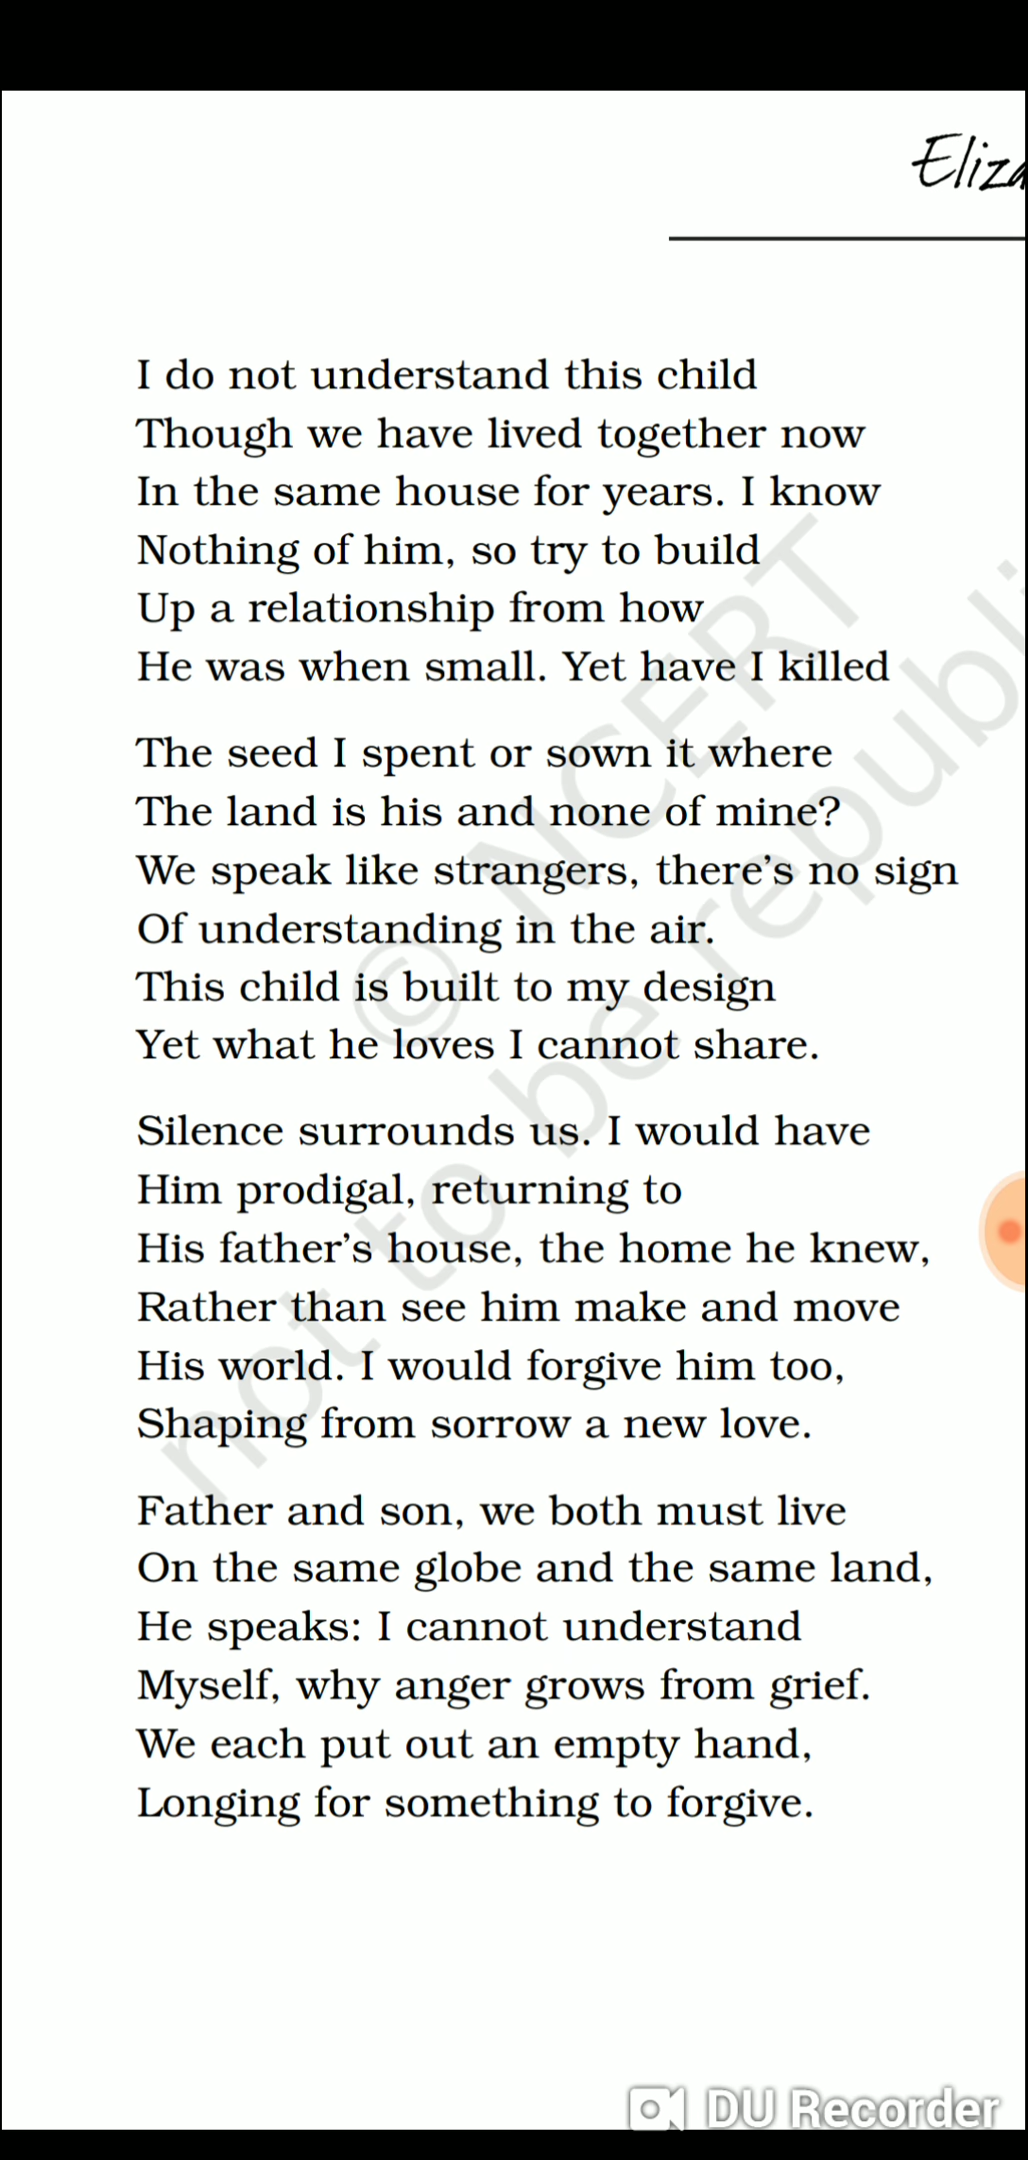 Eliza
I do not understand this child
Though we have lived together now
In the same house for years. I know
Nothing of him, so try to build
Up a relationship from how
He was when small. Yet have I killed
The seed I spent or sown it where
The land is his and none of mine?
We speak like strangers, there’s no sign
Of understanding in the air.
This child is built to my design
Yet what he loves I cannot share.
Silence surrounds us. I would have
Him prodigal, returning to
His father’s house, the home he knew,
Rather than see him make and move
His world. I would forgive him too,
Shaping from sorrow a new love.
Father and son, we both must live
On the same globe and the same land,
He speaks: I cannot understand
Myself, why anger grows from grief.
We each put out an empty hand,
Longing for something to forgive.
© NCERT
not to be republi
DU Recorder